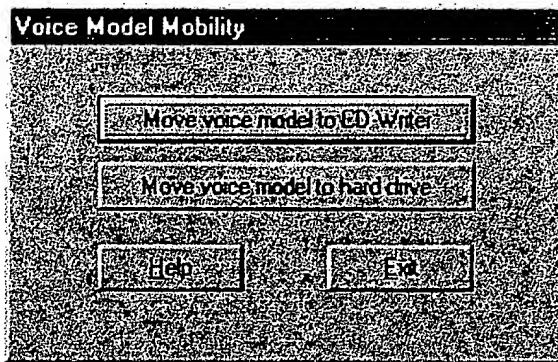 Voice Model Mobility
Move voice model to CD-Writer
Move voice model to hard drive
Help Exit